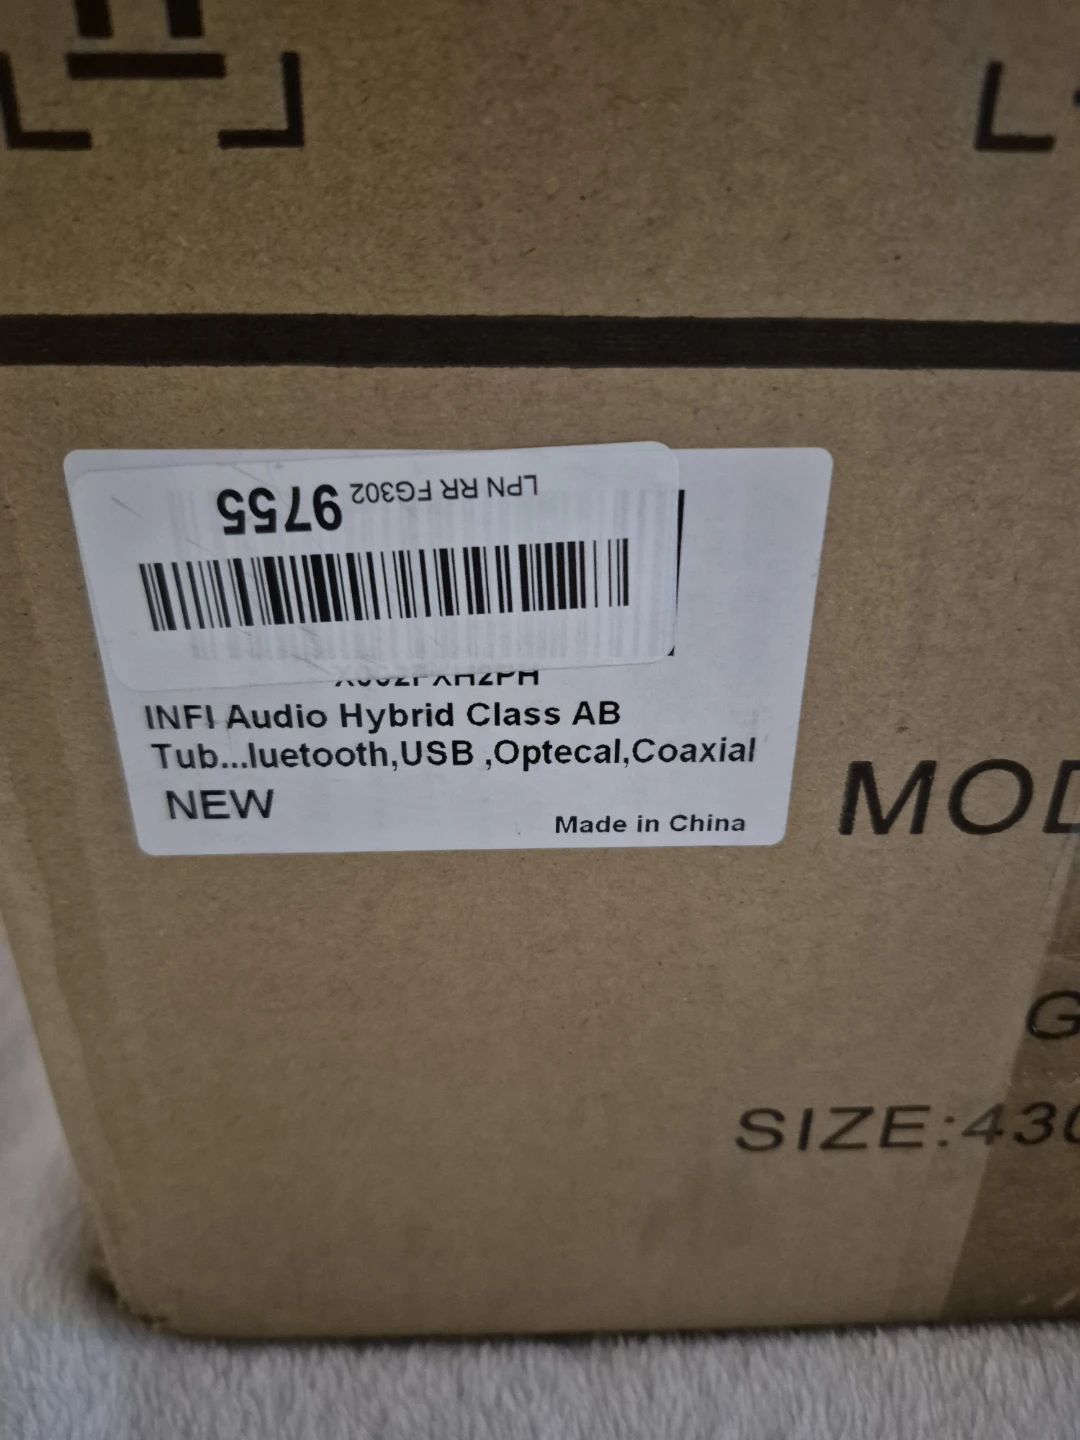 LPN RR FG302 9755
INFI Audio Hybrid Class AB
Tub...luetooth,USB ,Optecal,Coaxial
NEW
Made in China
MOD
G
SIZE:430